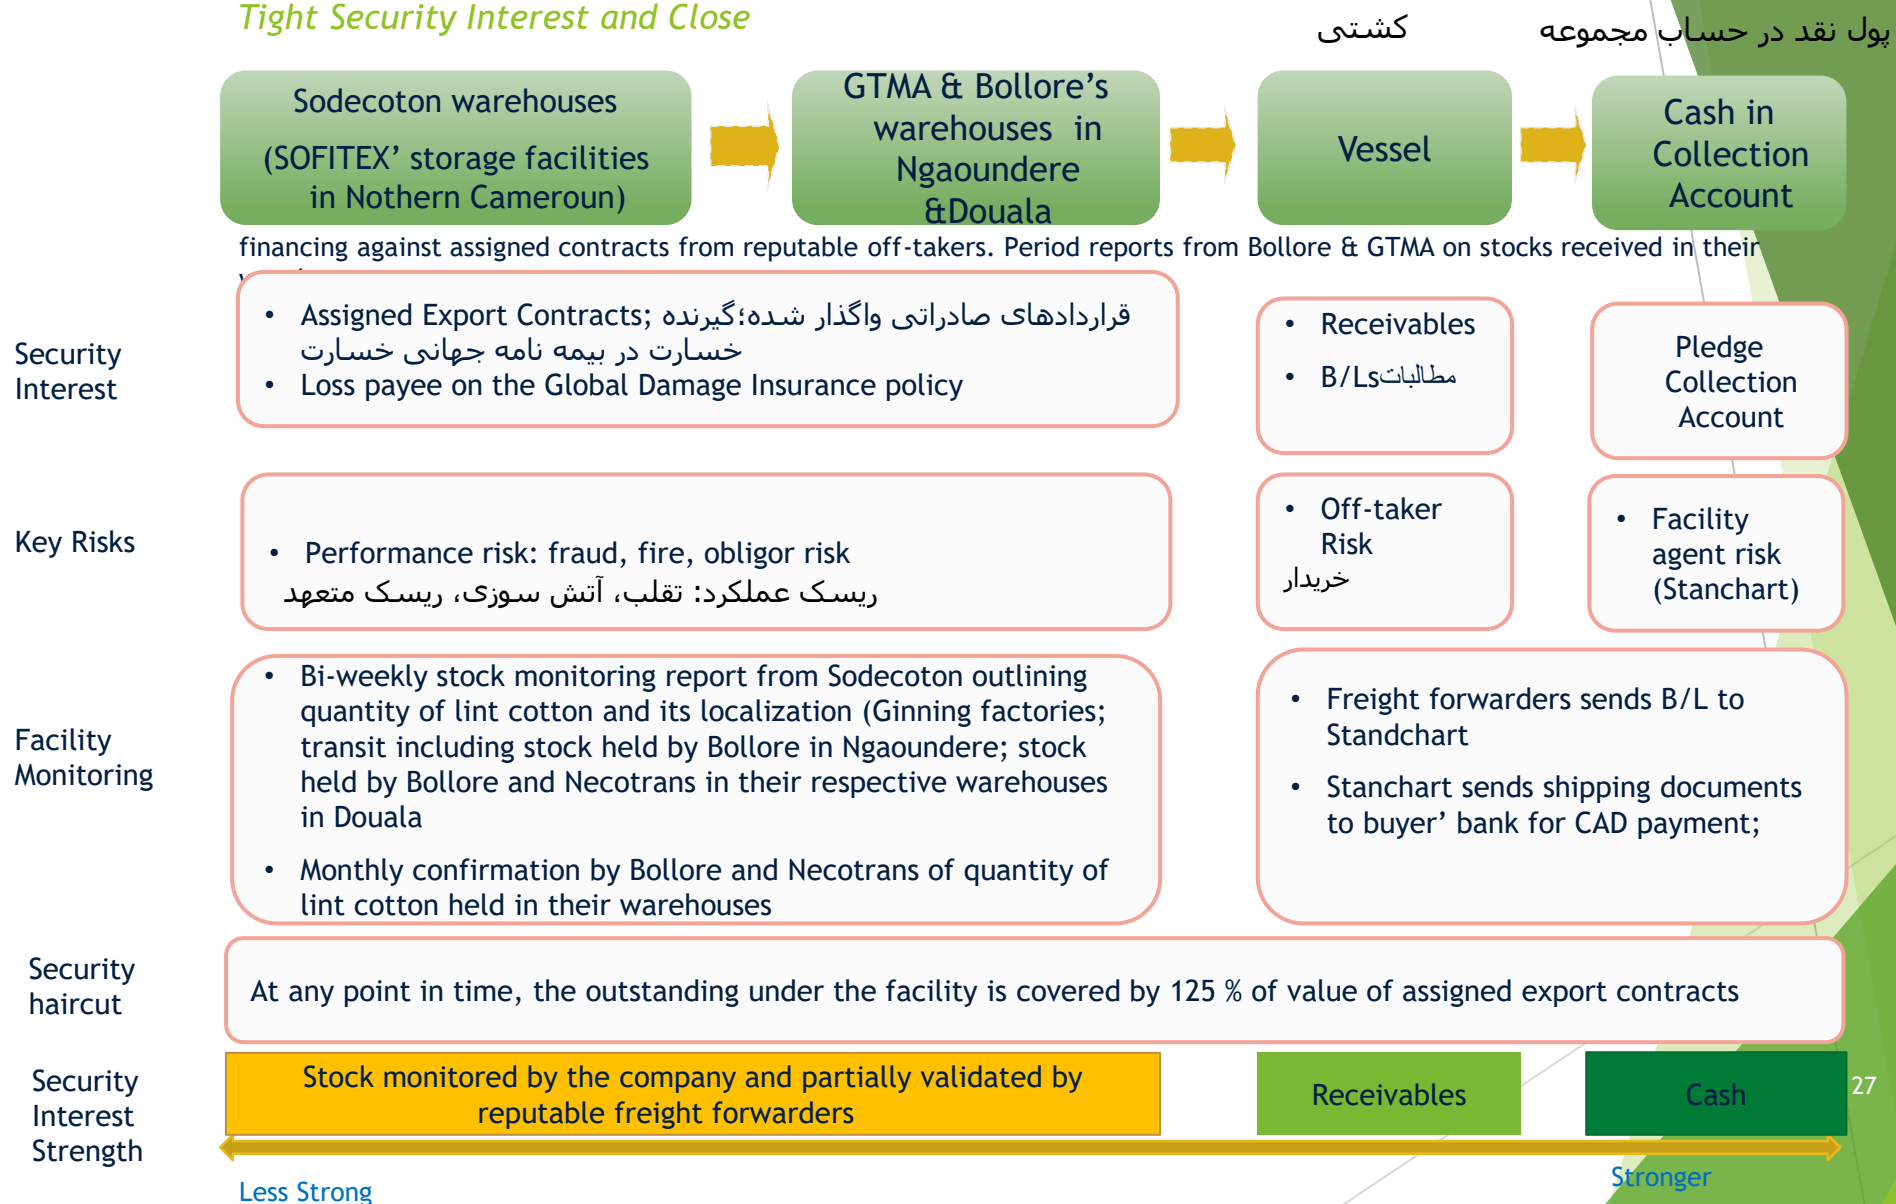 Tight Security Interest and Close
کشتی
پول نقد در حساب مجموعه
Sodecoton warehouses
(SOFITEX’ storage facilities
in Nothern Cameroun)
GTMA & Bollore’s
warehouses in
Ngaoundere
&Douala
Vessel
Cash in
Collection
Account
financing against assigned contracts from reputable off-takers. Period reports from Bollore & GTMA on stocks received in their
Security
Interest
• Assigned Export Contracts; قراردادهای صادراتی واگذار شده؛گیرنده
خسارت در بیمه نامه جهانی خسارت
• Loss payee on the Global Damage Insurance policy
• Receivables
• B/Lsمطالبات
Pledge
Collection
Account
Key Risks
• Performance risk: fraud, fire, obligor risk
ریسک عملکرد: تقلب، آتش سوزی، ریسک متعهد
• Off-taker
Risk
خریدار
• Facility
agent risk
(Stanchart)
Facility
Monitoring
• Bi-weekly stock monitoring report from Sodecoton outlining
quantity of lint cotton and its localization (Ginning factories;
transit including stock held by Bollore in Ngaoundere; stock
held by Bollore and Necotrans in their respective warehouses
in Douala
• Monthly confirmation by Bollore and Necotrans of quantity of
lint cotton held in their warehouses
• Freight forwarders sends B/L to
Standchart
• Stanchart sends shipping documents
to buyer’ bank for CAD payment;
Security
haircut
At any point in time, the outstanding under the facility is covered by 125 % of value of assigned export contracts
Security
Interest
Strength
Stock monitored by the company and partially validated by
reputable freight forwarders
Receivables
Cash
27
Less Strong
Stronger